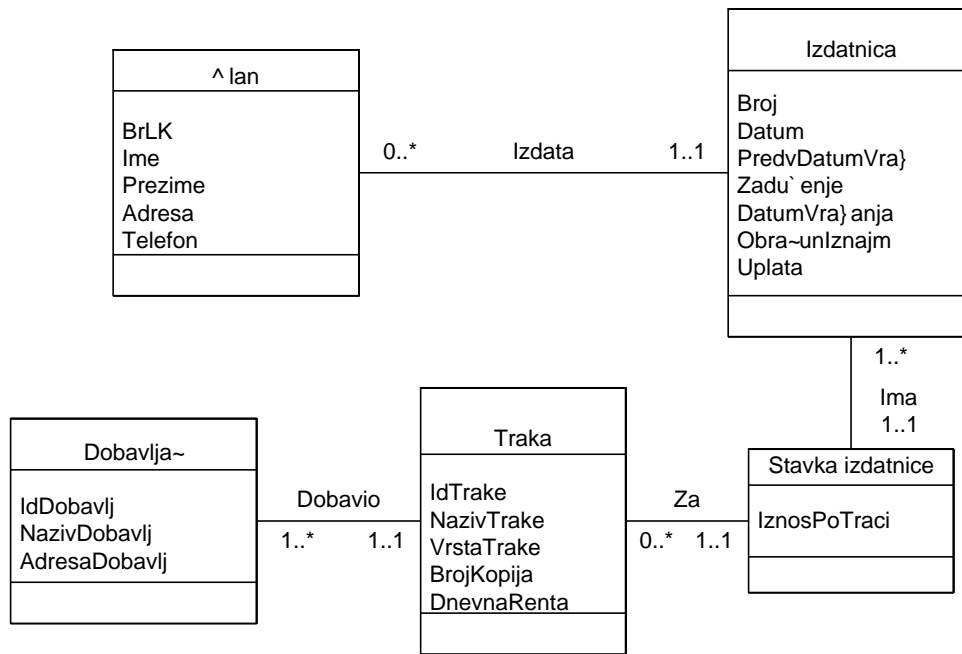 ^ lan
BrLK
Ime
Prezime
Adresa
Telefon
0..* Izdata 1..1
Izdatnica
Broj
Datum
PredvDatumVra}
Zadu` enje
DatumVra} anja
Obra~unIznajm
Uplata
1..*
Ima
1..1
Dobavlja~
IdDobavlj
NazivDobavlj
AdresaDobavlj
Dobavio
1..* 1..1
Traka
IdTrake
NazivTrake
VrstaTrake
BrojKopija
DnevnaRenta
Za
0..* 1..1
Stavka izdatnice
IznosPoTraci